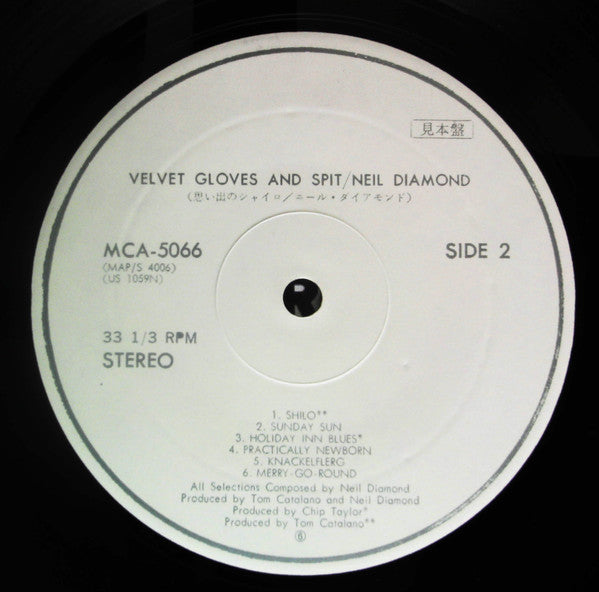 見本盤
VELVET GLOVES AND SPIT/NEIL DIAMOND
(思い出のシャイロ/ニール・ダイアモンド)
MCA-5066
(MAP/S 4006)
(US 1059N)
SIDE 2
33 1/3 RPM
STEREO
1. SHILO**
2. SUNDAY SUN
3. HOLIDAY INN BLUES*
4. PRACTICALLY NEWBORN
5. KNACKELFLERG
6. MERRY-GO-ROUND
All Selections Composed by Neil Diamond
Produced by Tom Catalano and Neil Diamond
Produced by Chip Taylor*
Produced by Tom Catalano**
⑥